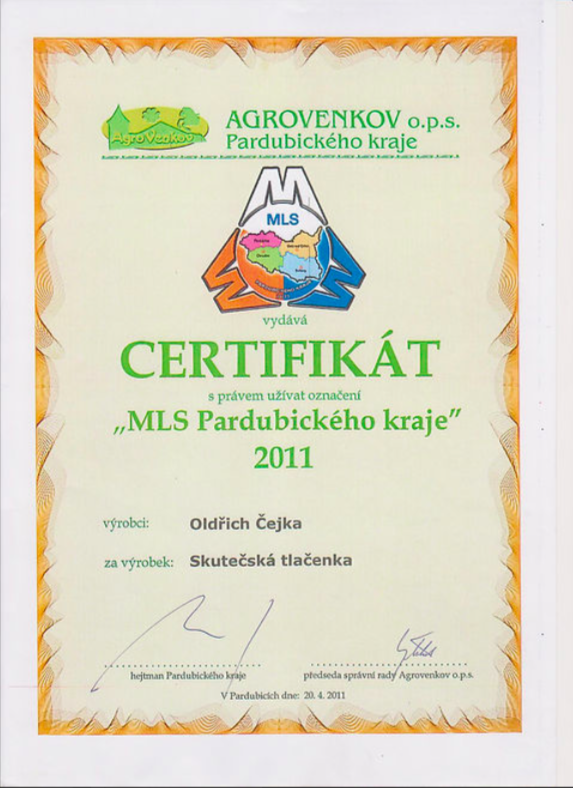 AgroVenkov
AGROVENKOV o.p.s.
Pardubického kraje
MLS
vydává
CERTIFIKÁT
s právem užívat označení
„MLS Pardubického kraje”
2011
výrobci: Oldřich Čejka
za výrobek: Skutečská tlačenka
hejtman Pardubického kraje
předseda správní rady Agrovenkov o.p.s.
V Pardubicích dne: 20. 4. 2011